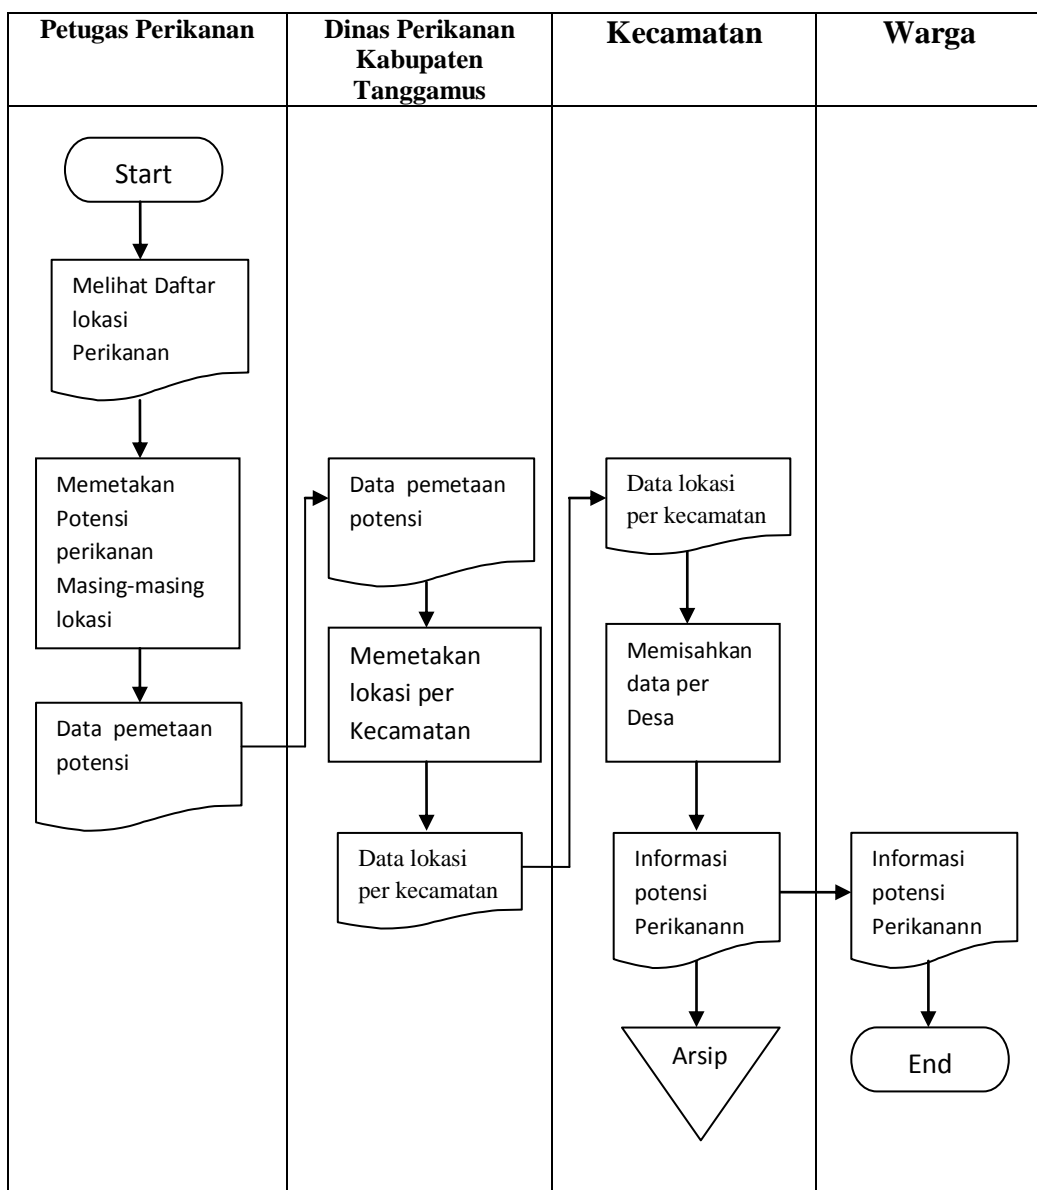 Petugas Perikanan
Dinas Perikanan
Kabupaten
Tanggamus
Kecamatan
Warga
Start
Melihat Daftar
lokasi
Perikanan
Memetakan
Potensi
perikanan
Masing-masing
lokasi
Data pemetaan
potensi
Data pemetaan
potensi
Memetakan
lokasi per
Kecamatan
Data lokasi
per kecamatan
Data lokasi
per kecamatan
Memisahkan
data per
Desa
Informasi
potensi
Perikanann
Arsip
Informasi
potensi
Perikanann
End